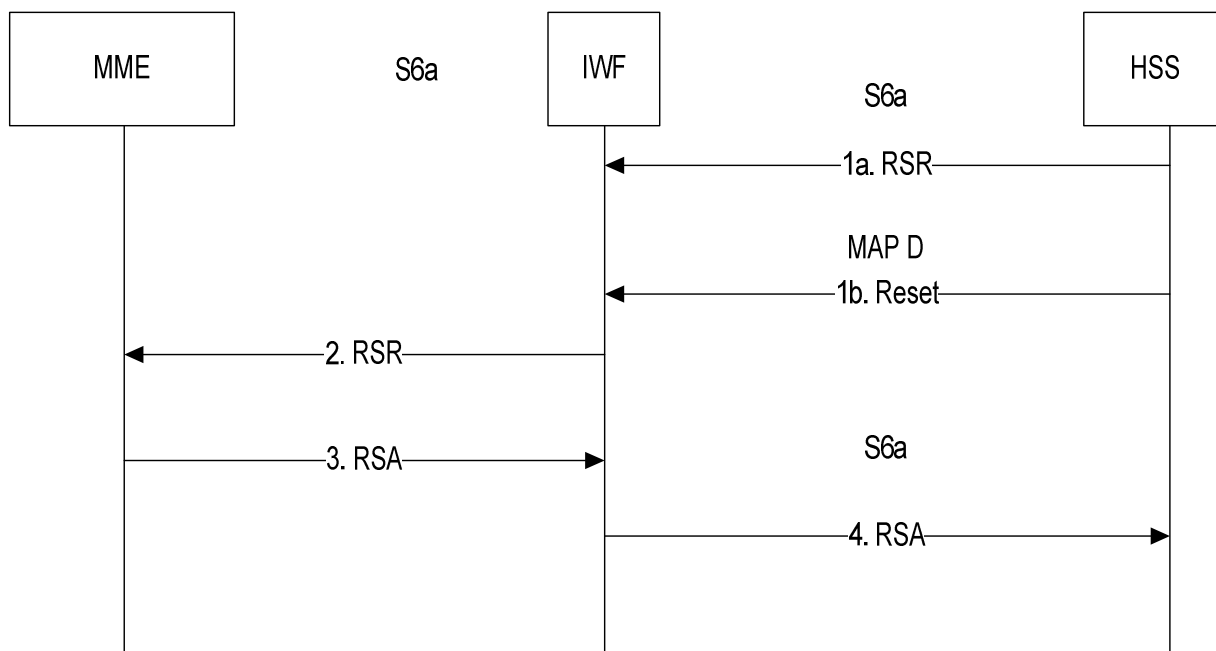 MME
S6a
IWF
HSS
S6a
1a. RSR
MAP D
1b. Reset
2. RSR
3. RSA
S6a
4. RSA